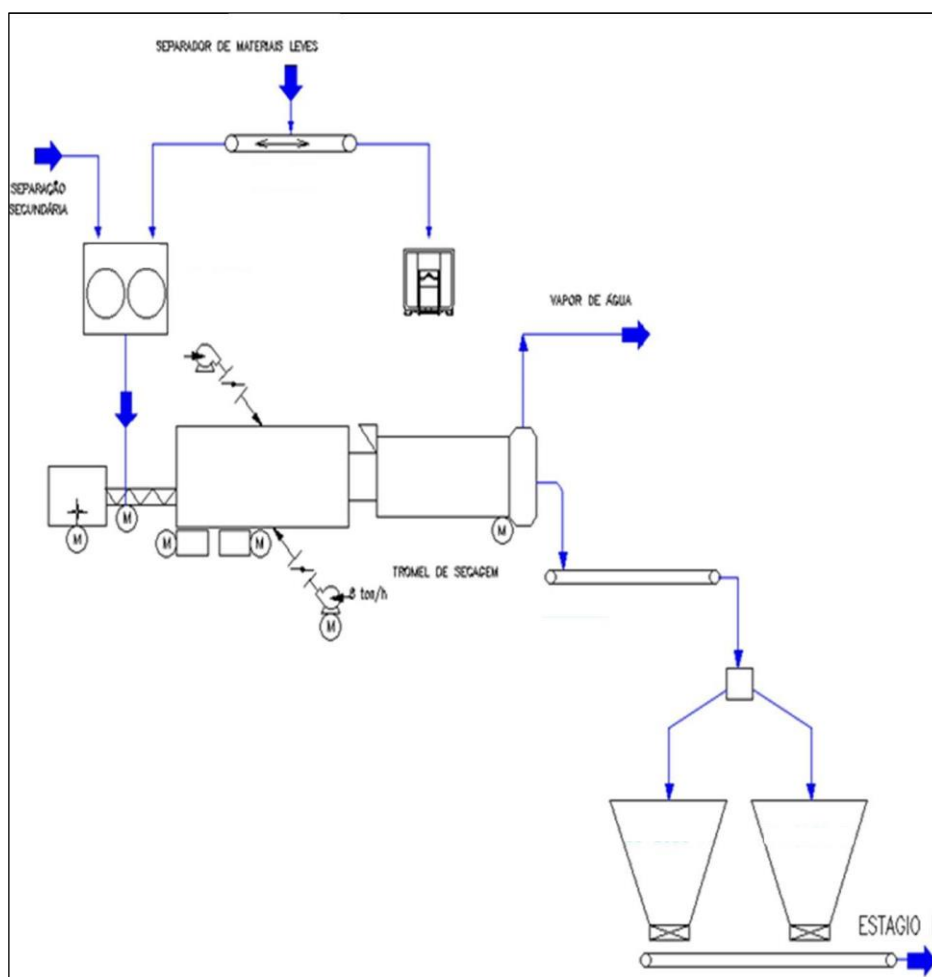 SEPARADOR DE MATERIAIS LEVES
SEPARAÇÃO
SECUNDÁRIA
VAPOR DE ÁGUA
M
M
M
M
M
TROMEL DE SECAGEM
8 ton/h
M
ESTAGIO